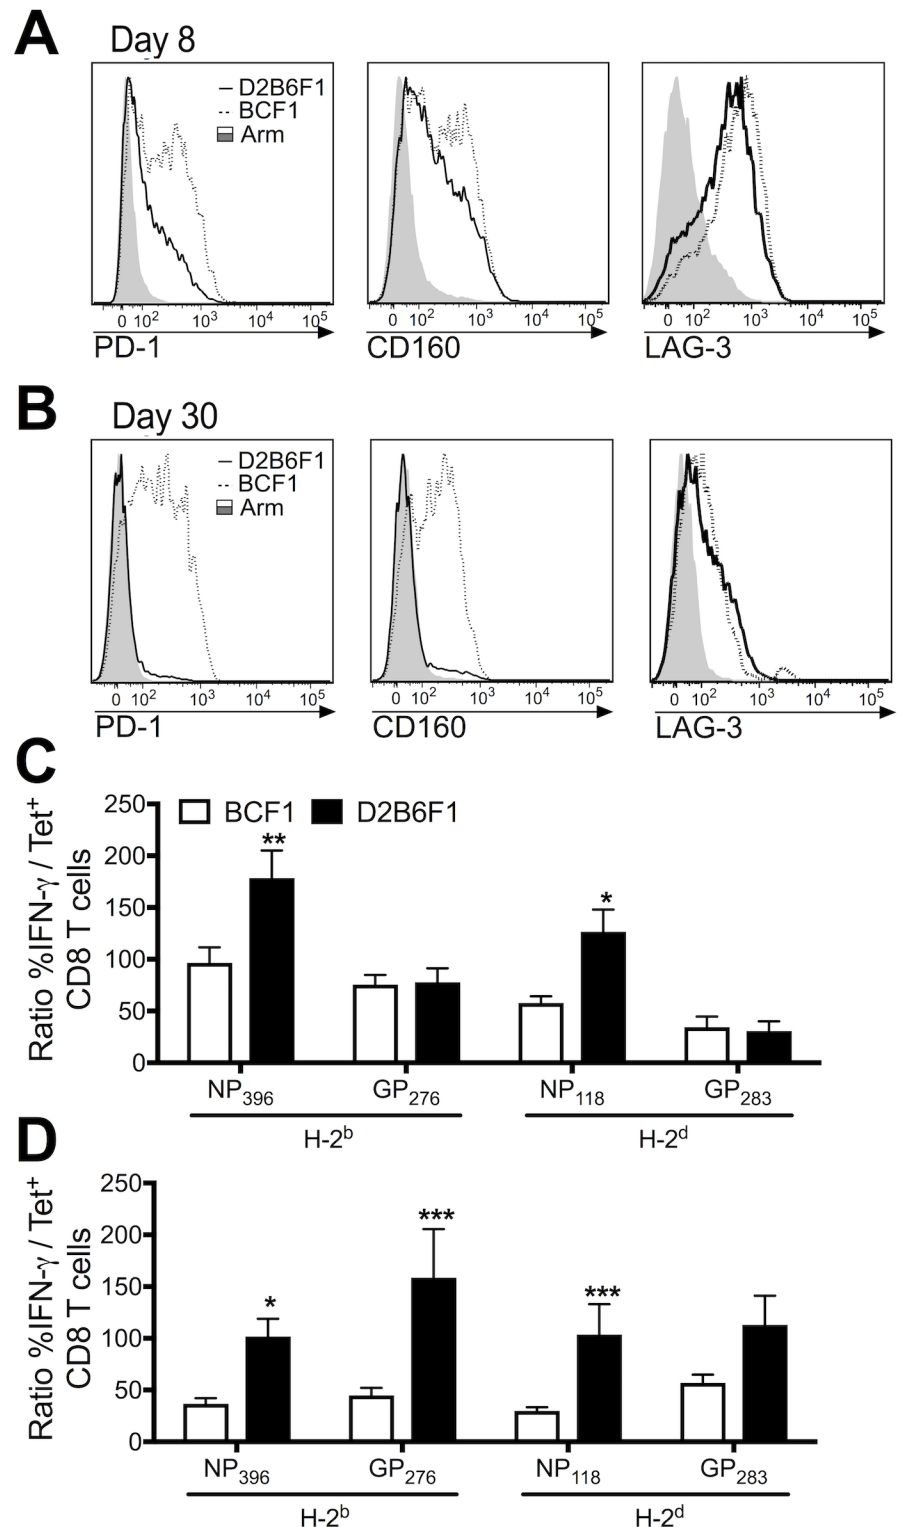 A
Day 8
D2B6F1
BCF1
Arm
0 10² 10³ 10⁴ 10⁵
PD-1
0 10² 10³ 10⁴ 10⁵
CD160
0 10² 10³ 10⁴ 10⁵
LAG-3
B
Day 30
D2B6F1
BCF1
Arm
0 10² 10³ 10⁴ 10⁵
PD-1
0 10² 10³ 10⁴ 10⁵
CD160
0 10² 10³ 10⁴ 10⁵
LAG-3
C
Ratio %IFN-γ / Tet⁺
CD8 T cells
BCF1 D2B6F1
250
200
150
100
50
0
**
*
NP₃₉₆ GP₂₇₆ NP₁₁₈ GP₂₈₃
H-2ᵇ H-2ᵈ
D
Ratio %IFN-γ / Tet⁺
CD8 T cells
250
200
150
100
50
0
*
***
***
NP₃₉₆ GP₂₇₆ NP₁₁₈ GP₂₈₃
H-2ᵇ H-2ᵈ